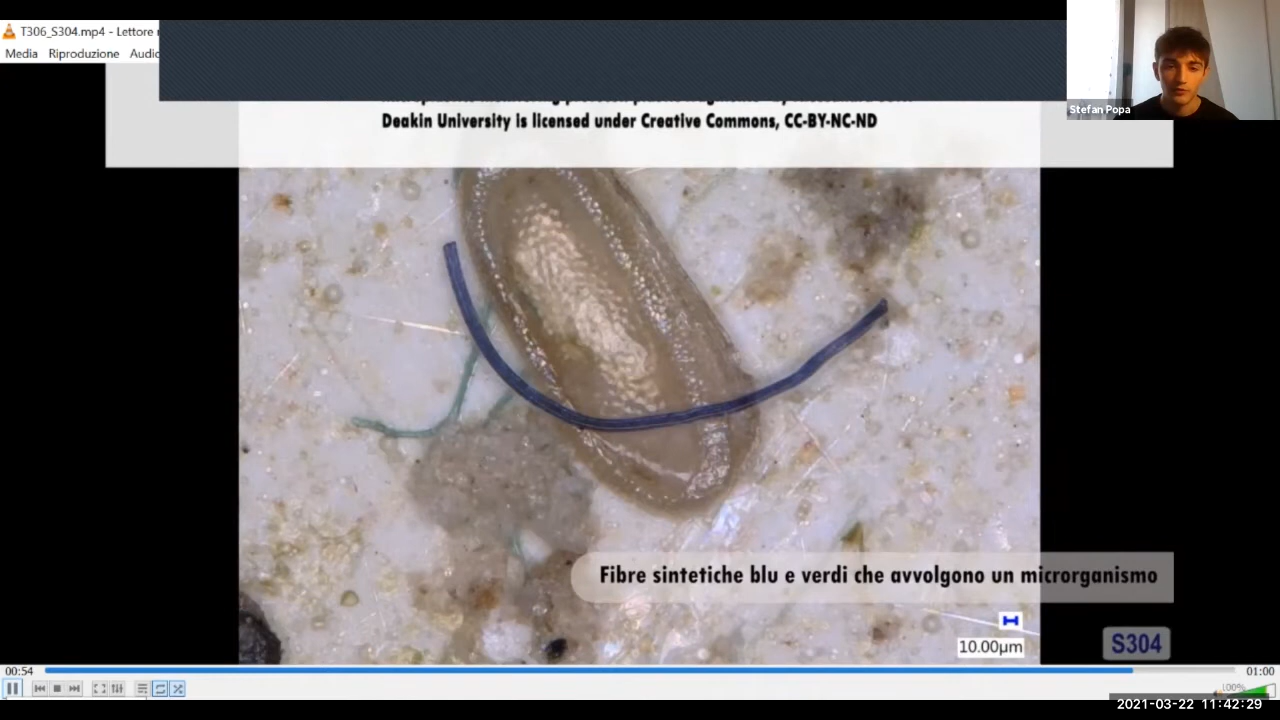 T306_S304.mp4 - Lettore
Media Riproduzione Audio
Deakin University is licensed under Creative Commons, CC-BY-NC-ND
Stefan Popa
Fibre sintetiche blu e verdi che avvolgono un microrganismo
10.00µm
S304
00:54
01:00
100%
2021-03-22 11:42:29